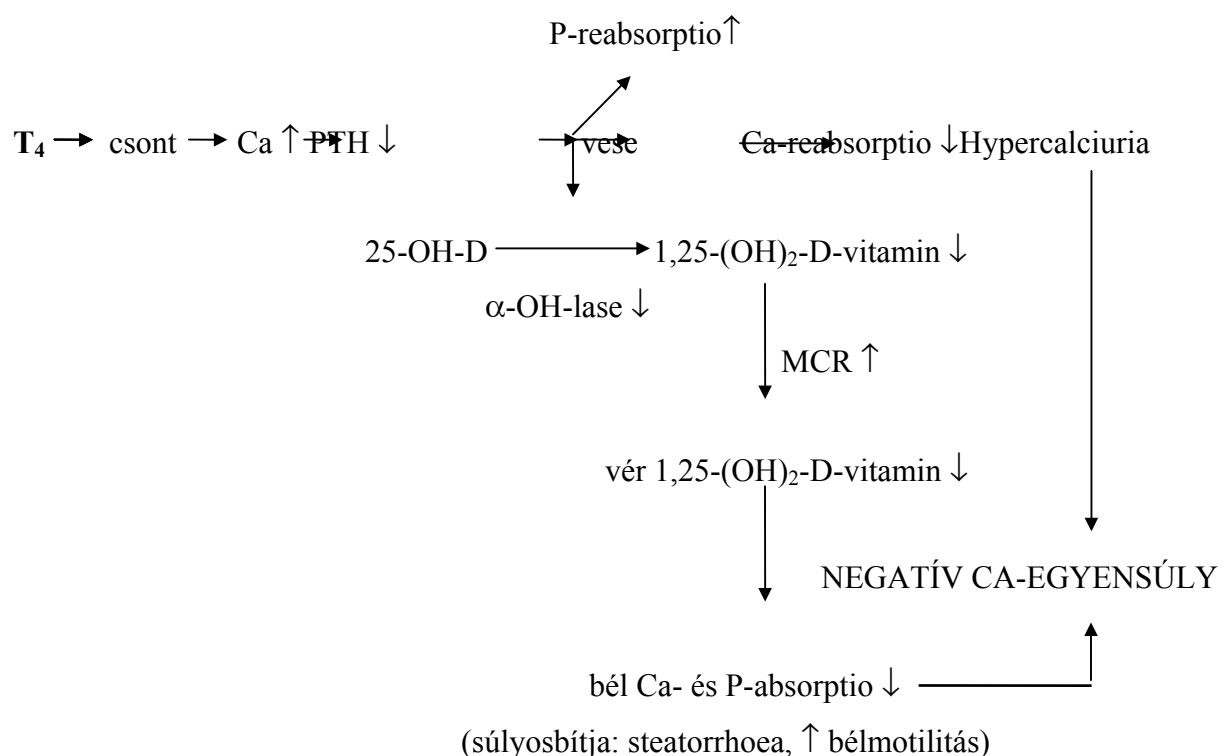 P-reabsorptio↑
T₄ csont Ca ↑ PTH ↓ vese Ca-reabsorptio ↓Hypercalciuria
25-OH-D 1,25-(OH)₂-D-vitamin ↓
α-OH-lase ↓
MCR ↑
vér 1,25-(OH)₂-D-vitamin ↓
NEGATÍV CA-EGYENSÚLY
bél Ca- és P-absorptio ↓
(súlyosbítja: steatorrhoea, ↑ bélmotilitás)